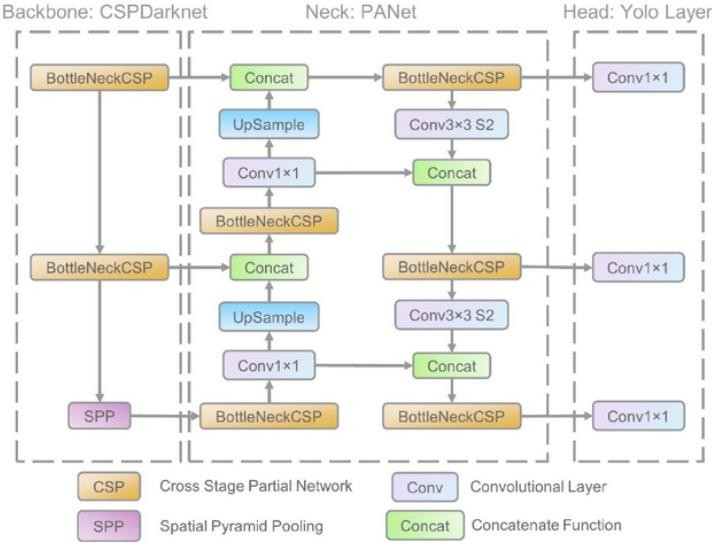 Backbone: CSPDarknet Neck: PANet Head: Yolo Layer
BottleNeckCSP Concat BottleNeckCSP Conv1×1
UpSample Conv3×3 S2
Conv1×1 Concat
BottleNeckCSP
BottleNeckCSP Concat BottleNeckCSP Conv1×1
UpSample Conv3×3 S2
Conv1×1 Concat
SPP BottleNeckCSP BottleNeckCSP Conv1×1
CSP Cross Stage Partial Network Conv Convolutional Layer
SPP Spatial Pyramid Pooling Concat Concatenate Function